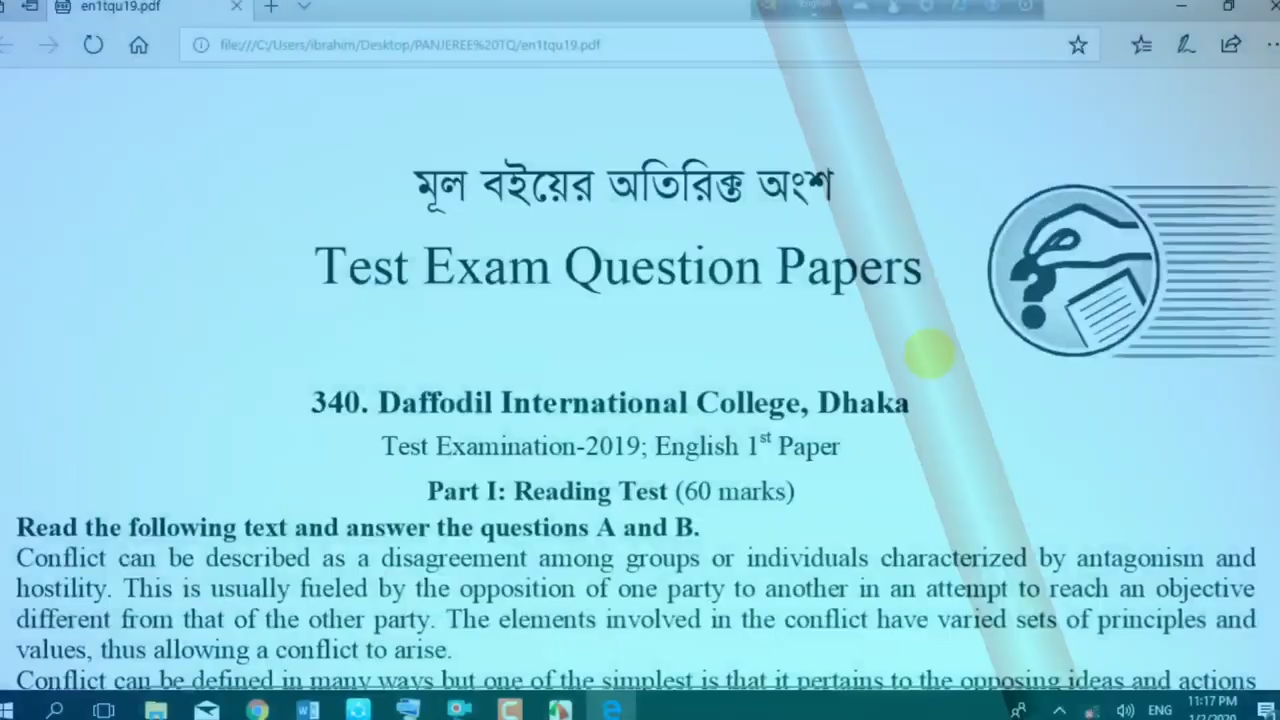 en1tqu19.pdf
file:///C:/Users/ibrahim/Desktop/PANJEREE%20TQ/en1tqu19.pdf
English
মূল বইয়ের অতিরিক্ত অংশ
Test Exam Question Papers
340. Daffodil International College, Dhaka
Test Examination-2019; English 1st Paper
Part I: Reading Test (60 marks)
Read the following text and answer the questions A and B.
Conflict can be described as a disagreement among groups or individuals characterized by antagonism and
hostility. This is usually fueled by the opposition of one party to another in an attempt to reach an objective
different from that of the other party. The elements involved in the conflict have varied sets of principles and
values, thus allowing a conflict to arise.
Conflict can be defined in many ways but one of the simplest is that it pertains to the opposing ideas and actions
ENG
11:17 PM
1/2/2020